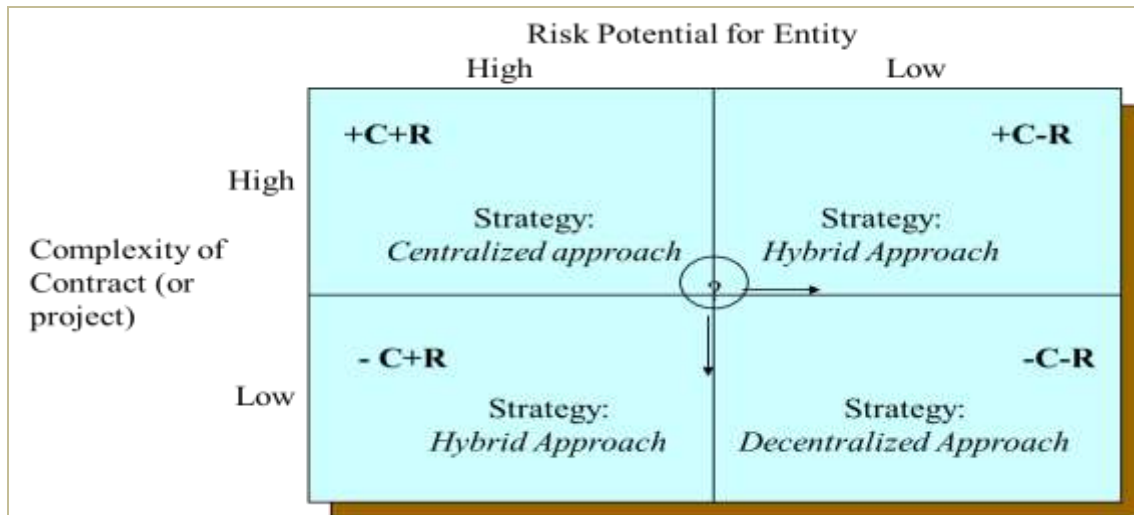 Risk Potential for Entity
High
Low
+C+R
+C-R
High
Strategy:
Centralized approach
Strategy:
Hybrid Approach
Complexity of
Contract (or
project)
?
- C+R
-C-R
Low
Strategy:
Hybrid Approach
Strategy:
Decentralized Approach